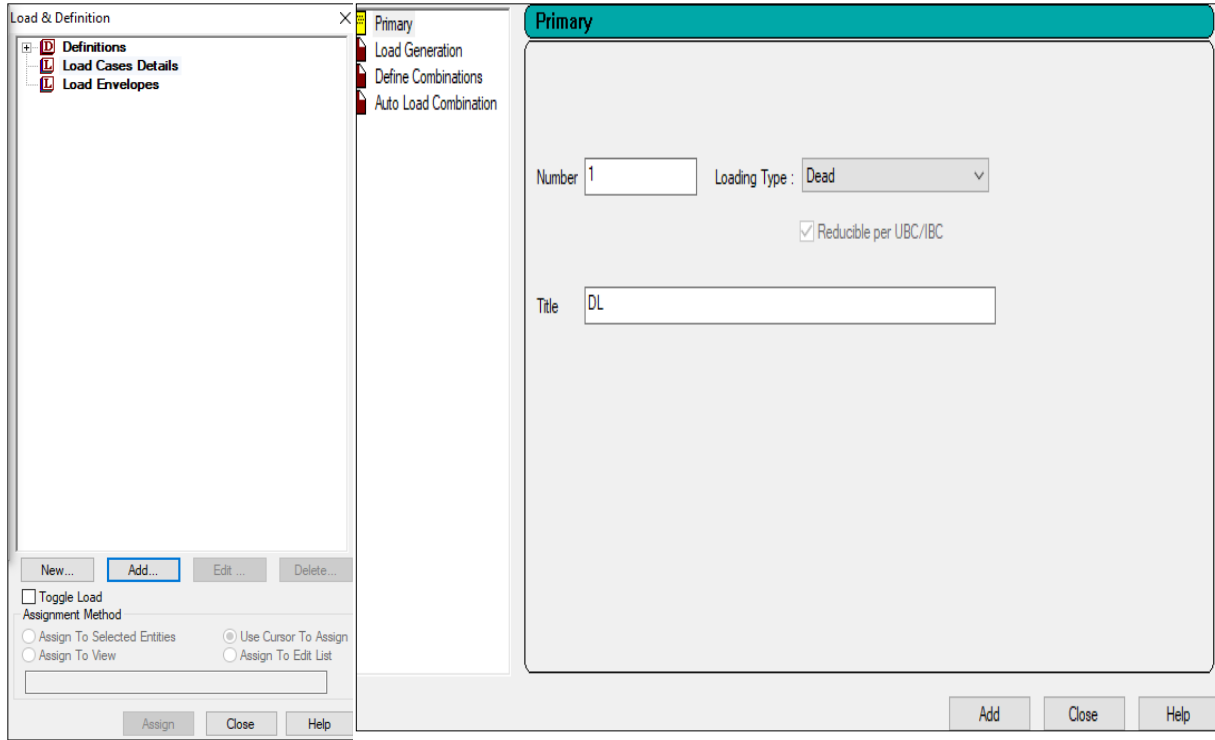 Load & Definition
Definitions
Load Cases Details
Load Envelopes
New...
Add...
Edit ...
Delete...
Toggle Load
Assignment Method
Assign To Selected Entities
Use Cursor To Assign
Assign To View
Assign To Edit List
Assign
Close
Help
Primary
Load Generation
Define Combinations
Auto Load Combination
Primary
Number 1 Loading Type : Dead
Reducible per UBC/IBC
Title DL
Add
Close
Help